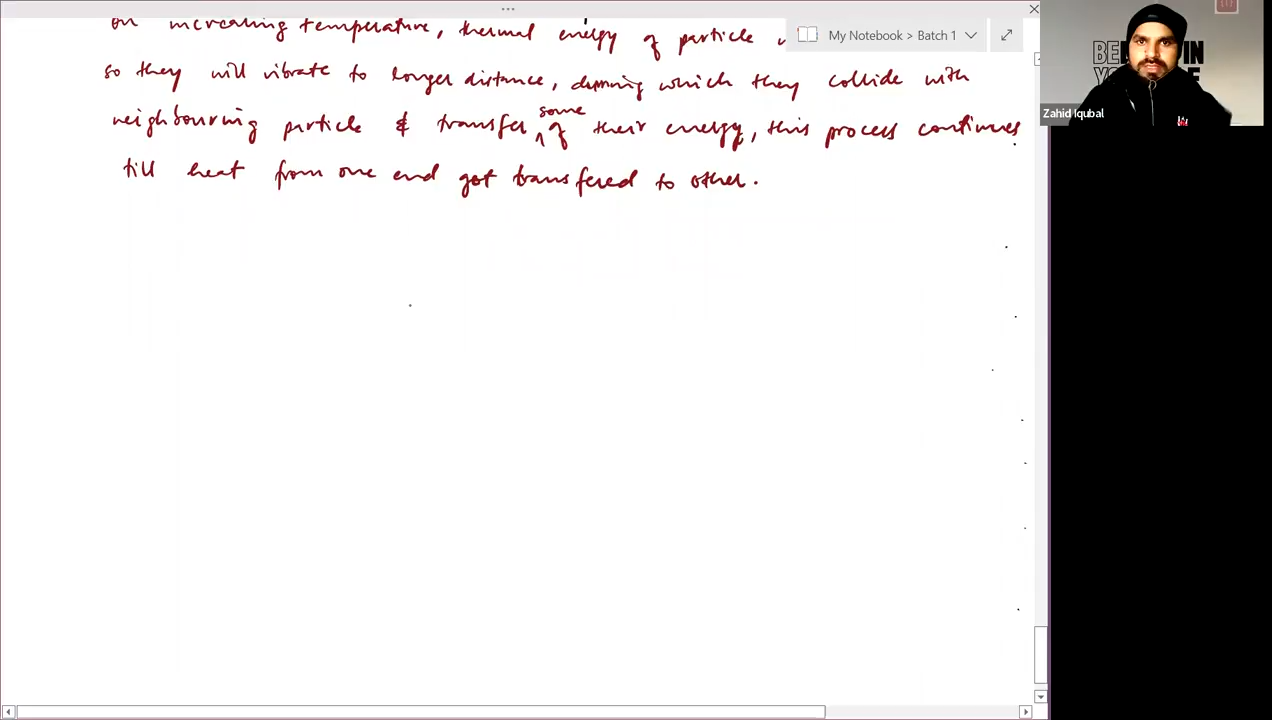 on increasing temperature, thermal energy of particle
so they will vibrate to longer distance, durning which they collide with
neighbouring particle & transfer some of their energy, this process continues
till heat from one end got transfered to other.
My Notebook > Batch 1
Zahid Iqubal